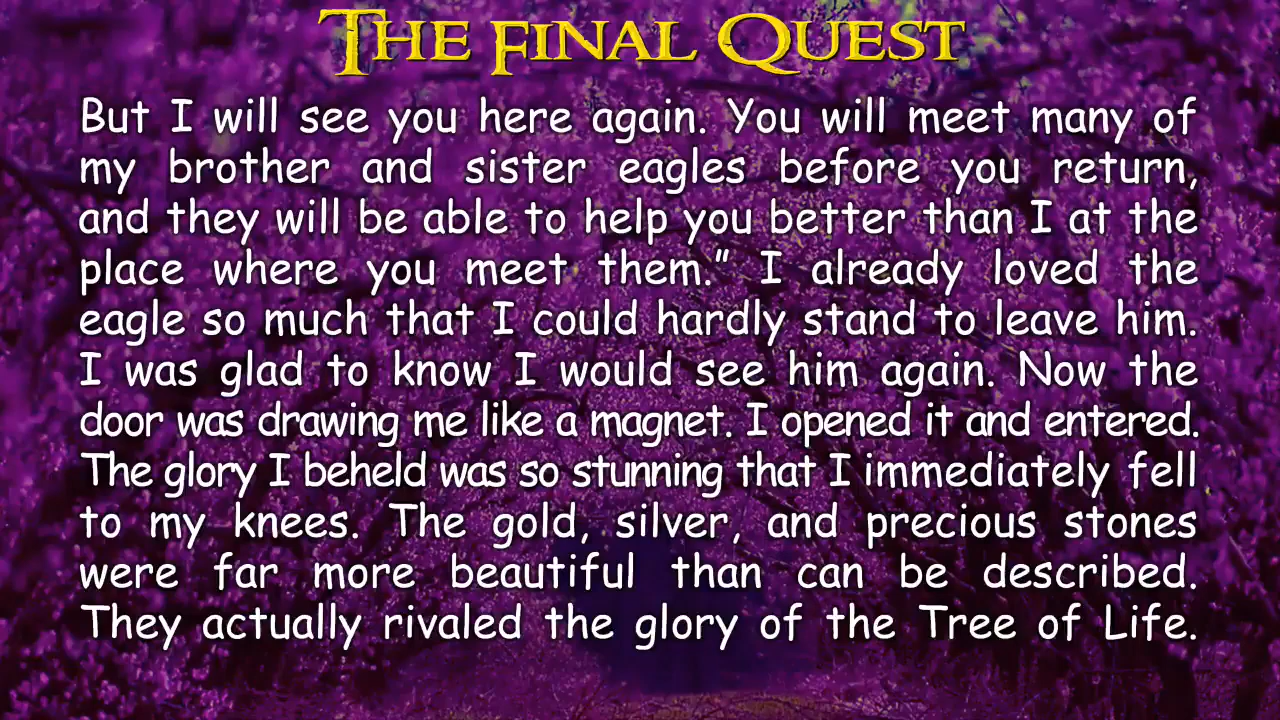 The Final Quest
But I will see you here again. You will meet many of
my brother and sister eagles before you return,
and they will be able to help you better than I at the
place where you meet them.” I already loved the
eagle so much that I could hardly stand to leave him.
I was glad to know I would see him again. Now the
door was drawing me like a magnet. I opened it and entered.
The glory I beheld was so stunning that I immediately fell
to my knees. The gold, silver, and precious stones
were far more beautiful than can be described.
They actually rivaled the glory of the Tree of Life.